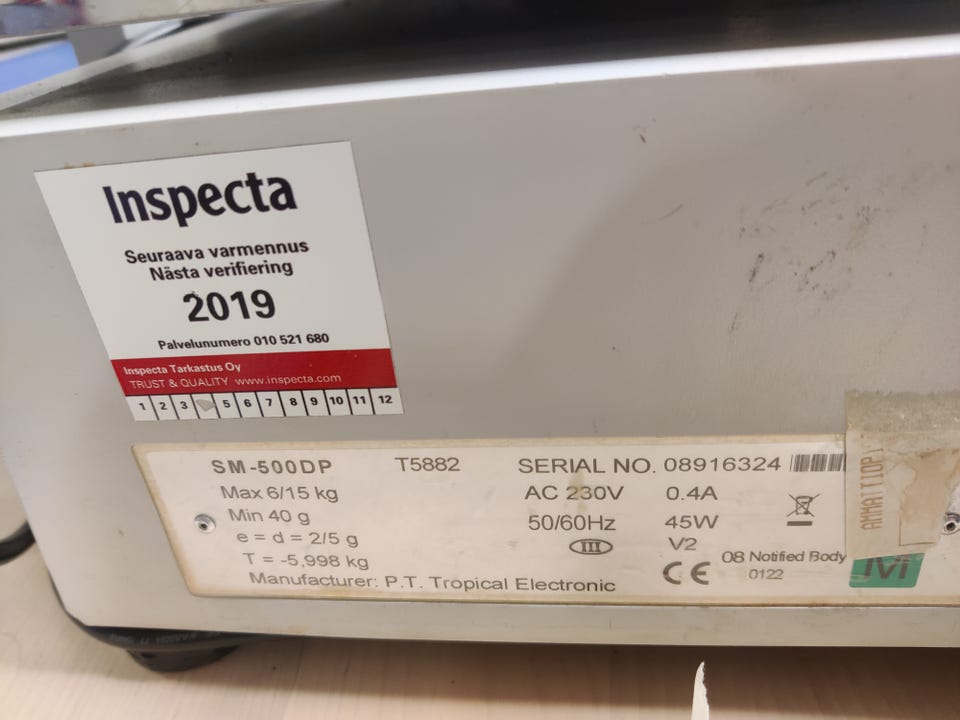 Inspecta
Seuraava varmennus
Nästa verifiering
2019
Palvelunumero 010 521 680
Inspecta Tarkastus Oy
TRUST & QUALITY www.inspecta.com
1 2 3 5 6 7 8 9 10 11 12
SM-500DP T5882 SERIAL NO. 08916324
Max 6/15 kg AC 230V 0.4A
Min 40 g 50/60Hz 45W
e = d = 2/5 g III V2
T = -5,998 kg CE 08 Notified Body
0122
Manufacturer: P.T. Tropical Electronic
AMMATTIOPI